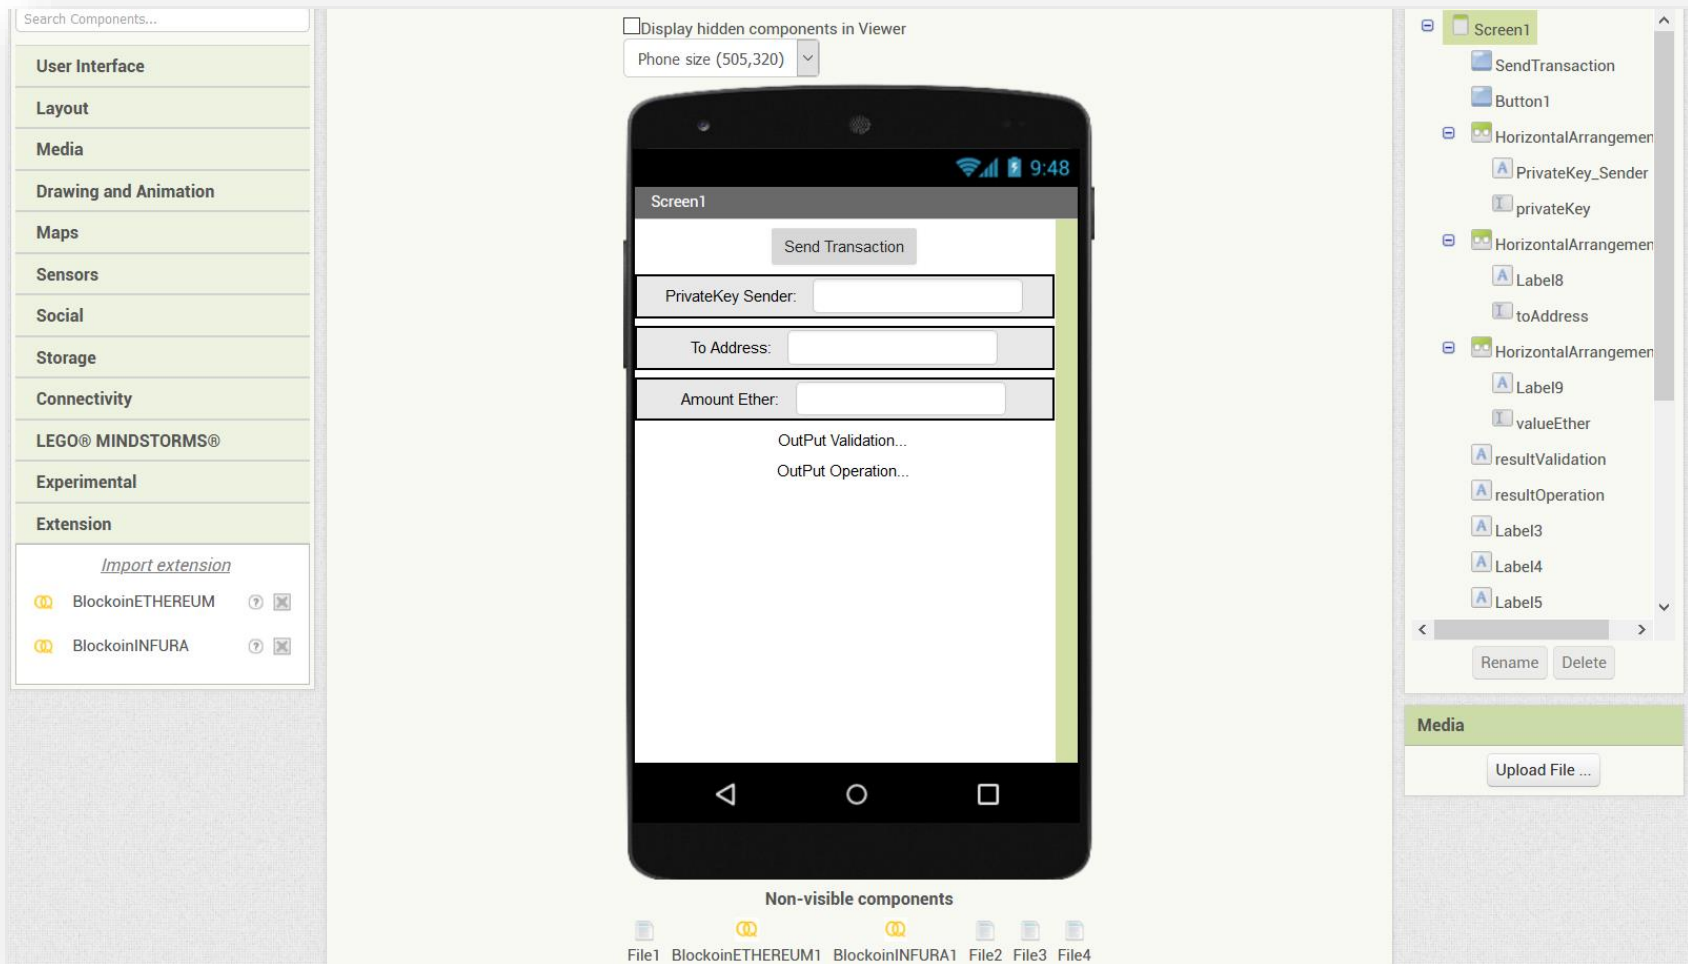 Search Components...
User Interface
Layout
Media
Drawing and Animation
Maps
Sensors
Social
Storage
Connectivity
LEGO® MINDSTORMS®
Experimental
Extension
Import extension
BlockoinETHEREUM
BlockoinINFURA
Display hidden components in Viewer
Phone size (505,320)
9:48
Screen1
Send Transaction
PrivateKey Sender:
To Address:
Amount Ether:
OutPut Validation...
OutPut Operation...
Non-visible components
File1 BlockoinETHEREUM1 BlockoinINFURA1 File2 File3 File4
Screen1
SendTransaction
Button1
HorizontalArrangemen
PrivateKey_Sender
privateKey
HorizontalArrangemen
Label8
toAddress
HorizontalArrangemen
Label9
valueEther
resultValidation
resultOperation
Label3
Label4
Label5
Rename Delete
Media
Upload File ...